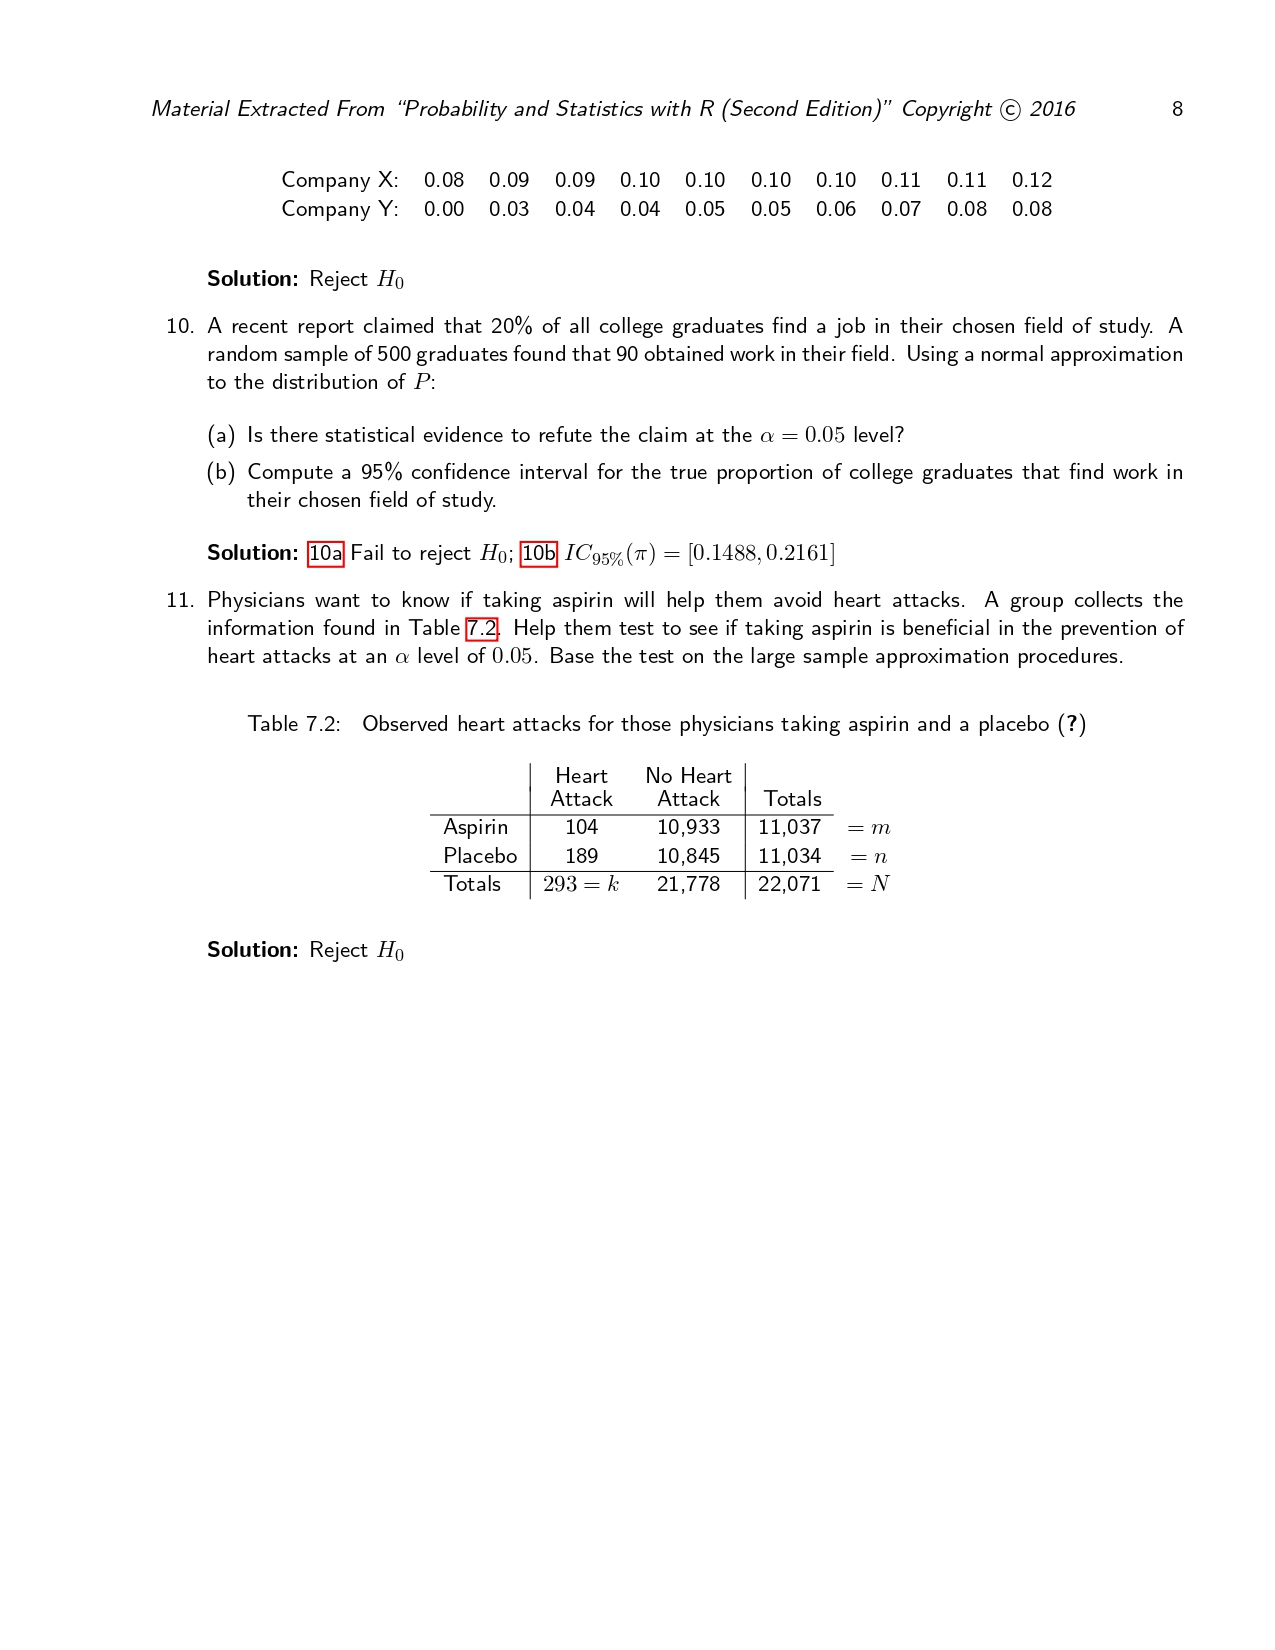 Material Extracted From “Probability and Statistics with R (Second Edition)” Copyright © 2016 8
Company X: 0.08 0.09 0.09 0.10 0.10 0.10 0.10 0.11 0.11 0.12
Company Y: 0.00 0.03 0.04 0.04 0.05 0.05 0.06 0.07 0.08 0.08
Solution: Reject H₀
10. A recent report claimed that 20% of all college graduates find a job in their chosen field of study. A
random sample of 500 graduates found that 90 obtained work in their field. Using a normal approximation
to the distribution of P:
(a) Is there statistical evidence to refute the claim at the α = 0.05 level?
(b) Compute a 95% confidence interval for the true proportion of college graduates that find work in
their chosen field of study.
Solution: 10a Fail to reject H₀; 10b IC₉₅%(π) = [0.1488, 0.2161]
11. Physicians want to know if taking aspirin will help them avoid heart attacks. A group collects the
information found in Table 7.2. Help them test to see if taking aspirin is beneficial in the prevention of
heart attacks at an α level of 0.05. Base the test on the large sample approximation procedures.
Table 7.2: Observed heart attacks for those physicians taking aspirin and a placebo (?)
Heart No Heart
Attack Attack Totals
Aspirin 104 10,933 11,037 = m
Placebo 189 10,845 11,034 = n
Totals 293 = k 21,778 22,071 = N
Solution: Reject H₀